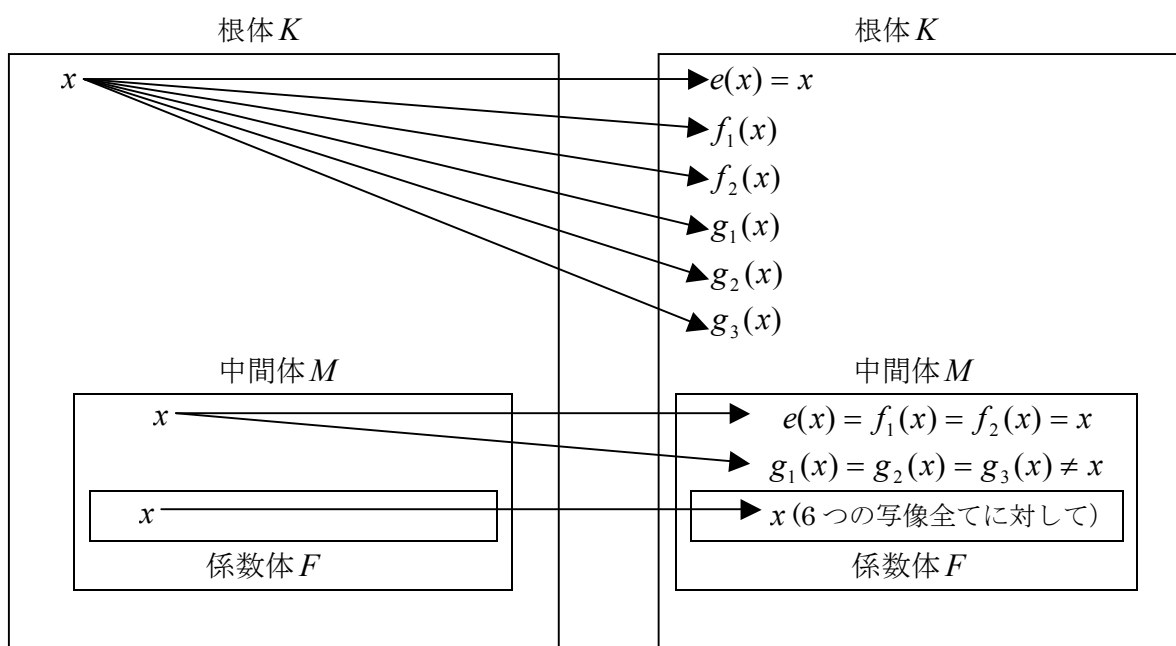 根体K 根体K
x e(x) = x
f₁(x)
f₂(x)
g₁(x)
g₂(x)
g₃(x)
中間体M 中間体M
x e(x) = f₁(x) = f₂(x) = x
g₁(x) = g₂(x) = g₃(x) ≠ x
x x (6 つの写像全てに対して)
係数体F 係数体F